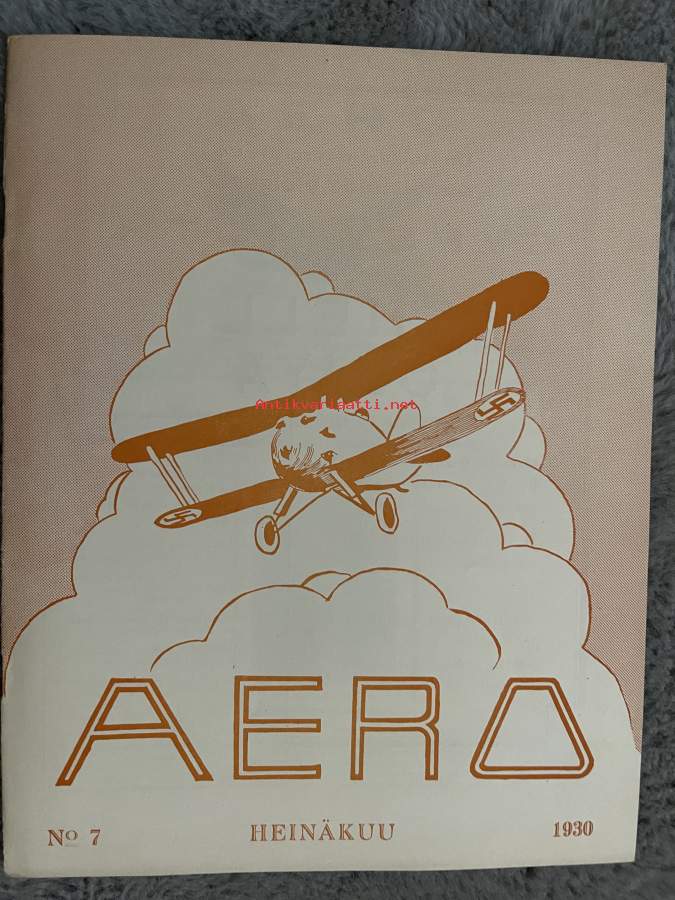 Antikvariaatti.net
AERO
Nº 7 HEINÄKUU 1930